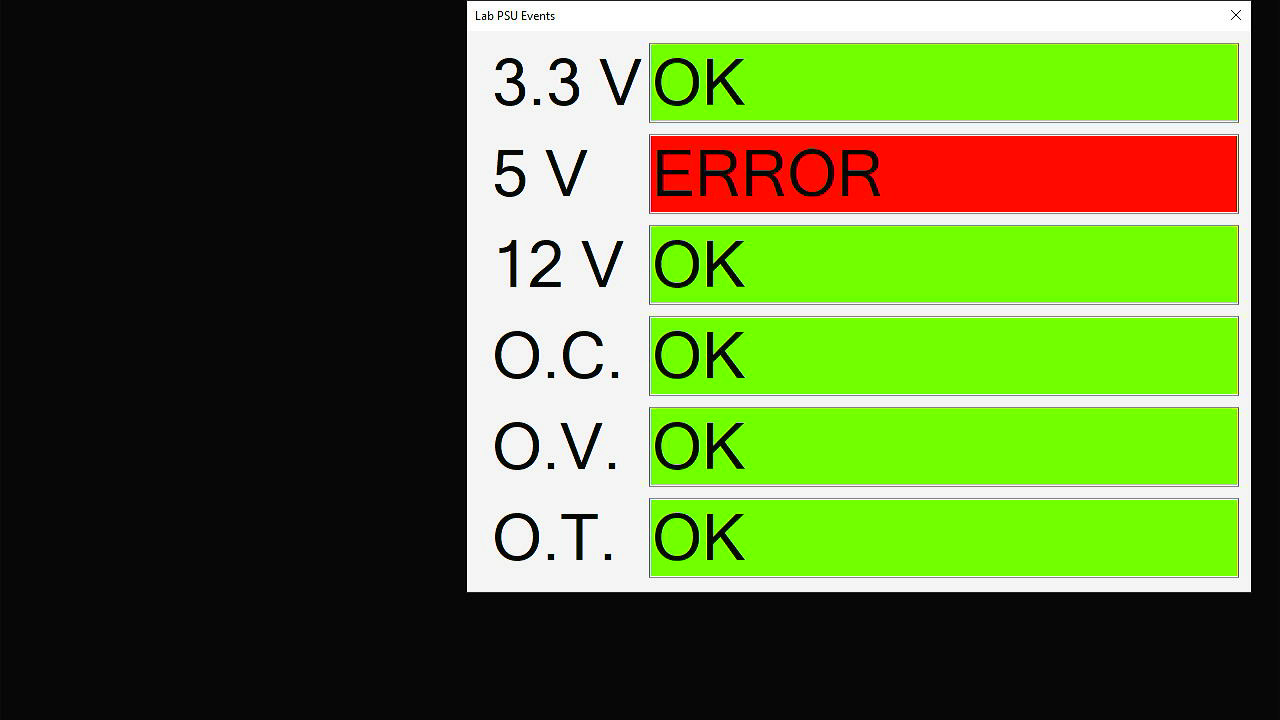 Lab PSU Events
3.3 V OK
5 V ERROR
12 V OK
O.C. OK
O.V. OK
O.T. OK